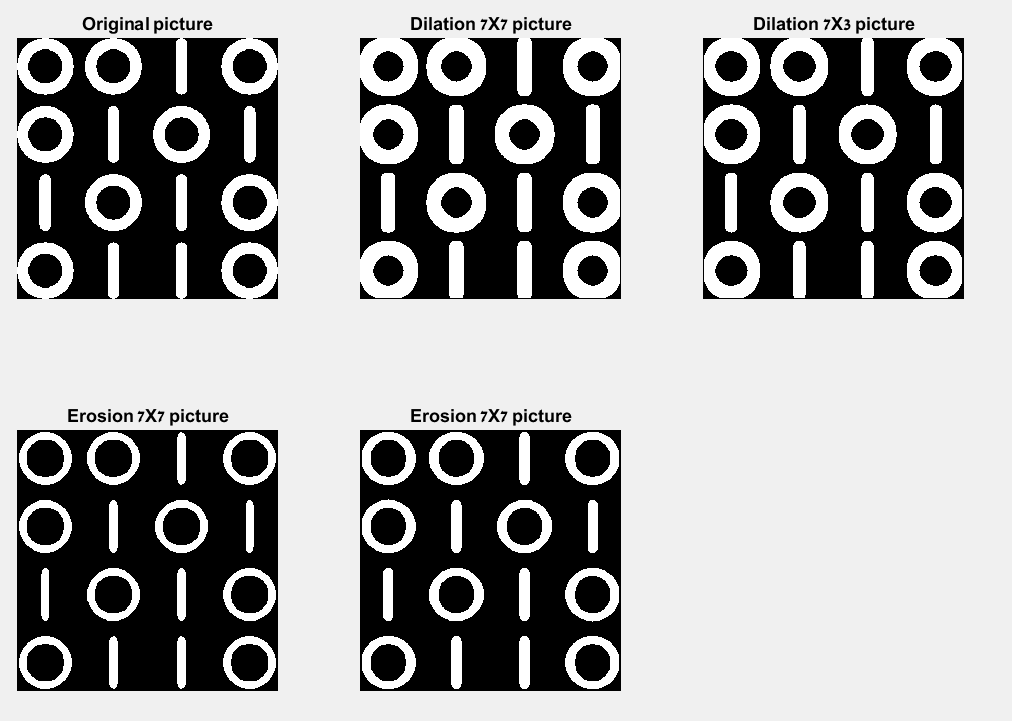 Original picture
Dilation 7X7 picture
Dilation 7X3 picture
Erosion 7X7 picture
Erosion 7X7 picture